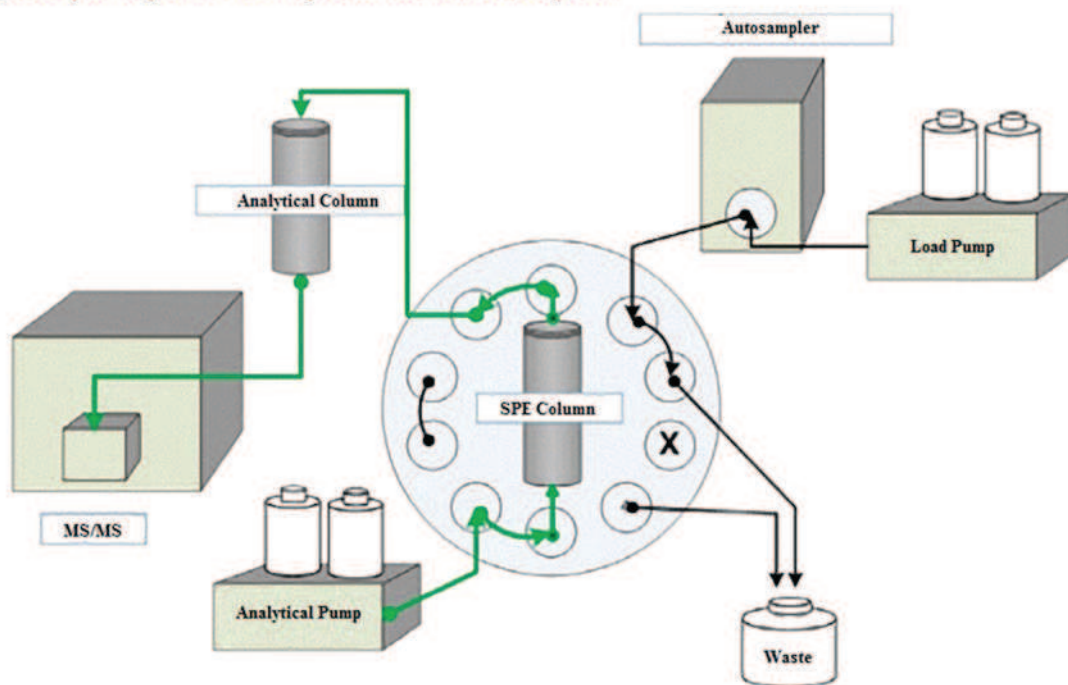 Autosampler
Analytical Column
Load Pump
SPE Column
X
MS/MS
Analytical Pump
Waste